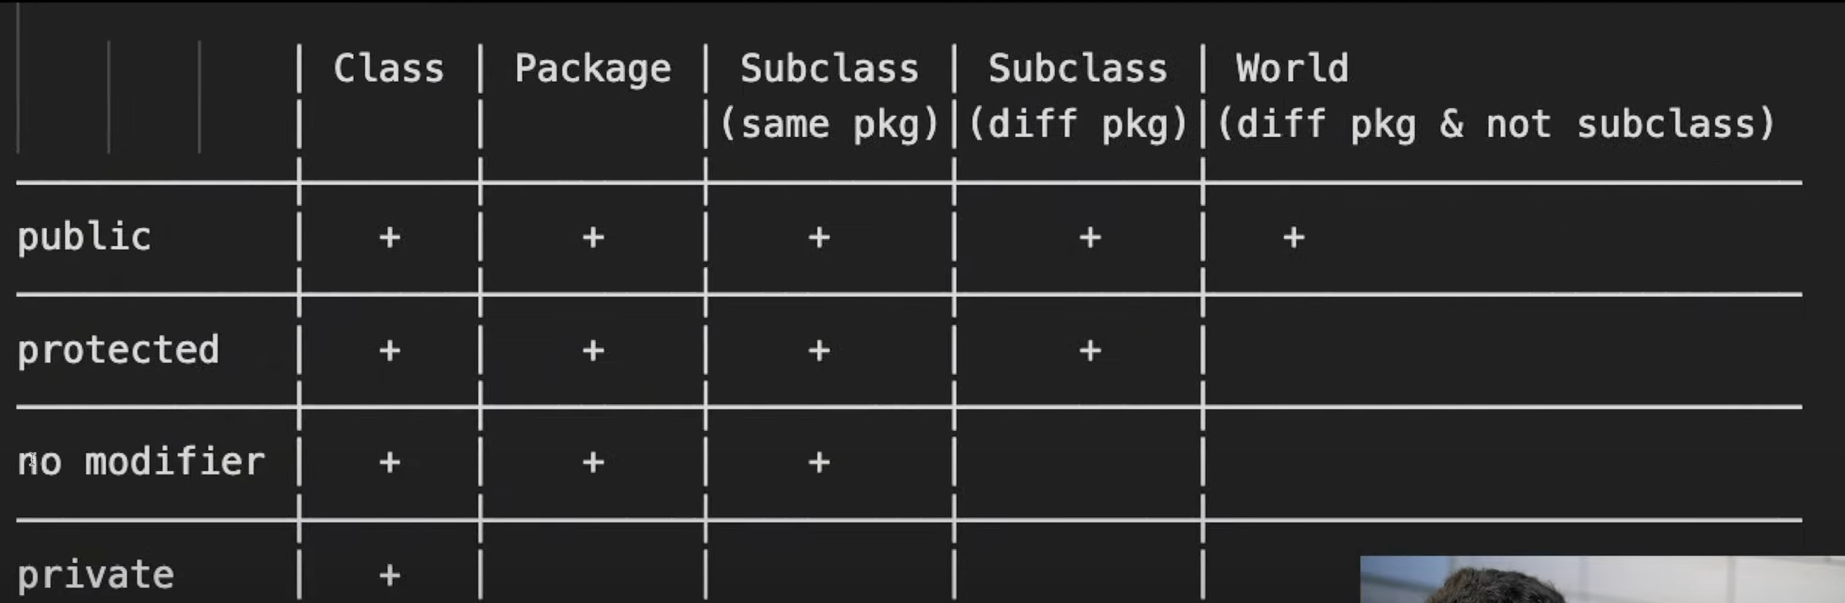 Class | Package | Subclass | Subclass | World
| | (same pkg) | (diff pkg) | (diff pkg & not subclass)
public | + | + | + | + | +
protected | + | + | + | + |
no modifier | + | + | + | |
private | + | | | |